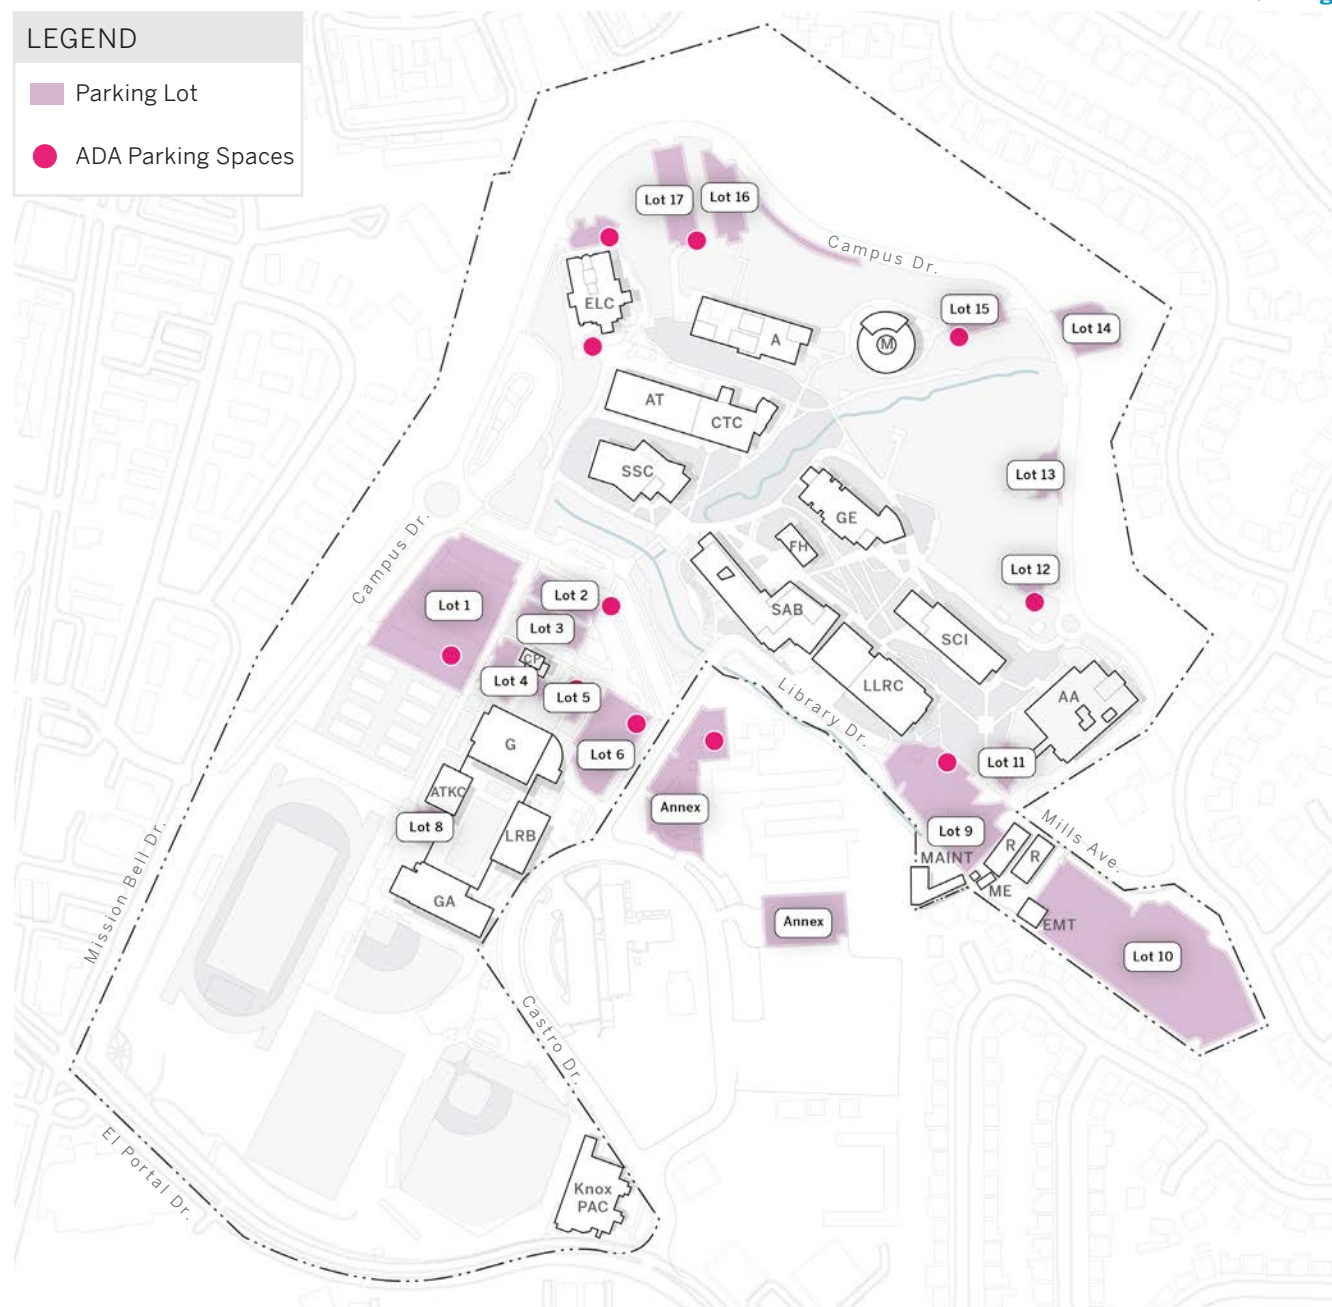 LEGEND
Parking Lot
ADA Parking Spaces
Lot 17
Lot 16
Campus Dr.
ELC
Lot 15
Lot 14
A
M
AT
CTC
SSC
Lot 13
GE
Campus Dr.
FH
Lot 12
Lot 1
Lot 2
Lot 3
SAB
SCI
CP
Lot 4
Lot 5
LLRC
AA
Library Dr.
G
Lot 6
Lot 11
ATKC
Annex
Lot 8
LRB
Lot 9
Mills Ave.
R
R
MAINT
ME
Mission Bell Dr.
GA
Annex
EMT
Lot 10
Castro Dr.
El Portal Dr.
Knox
PAC